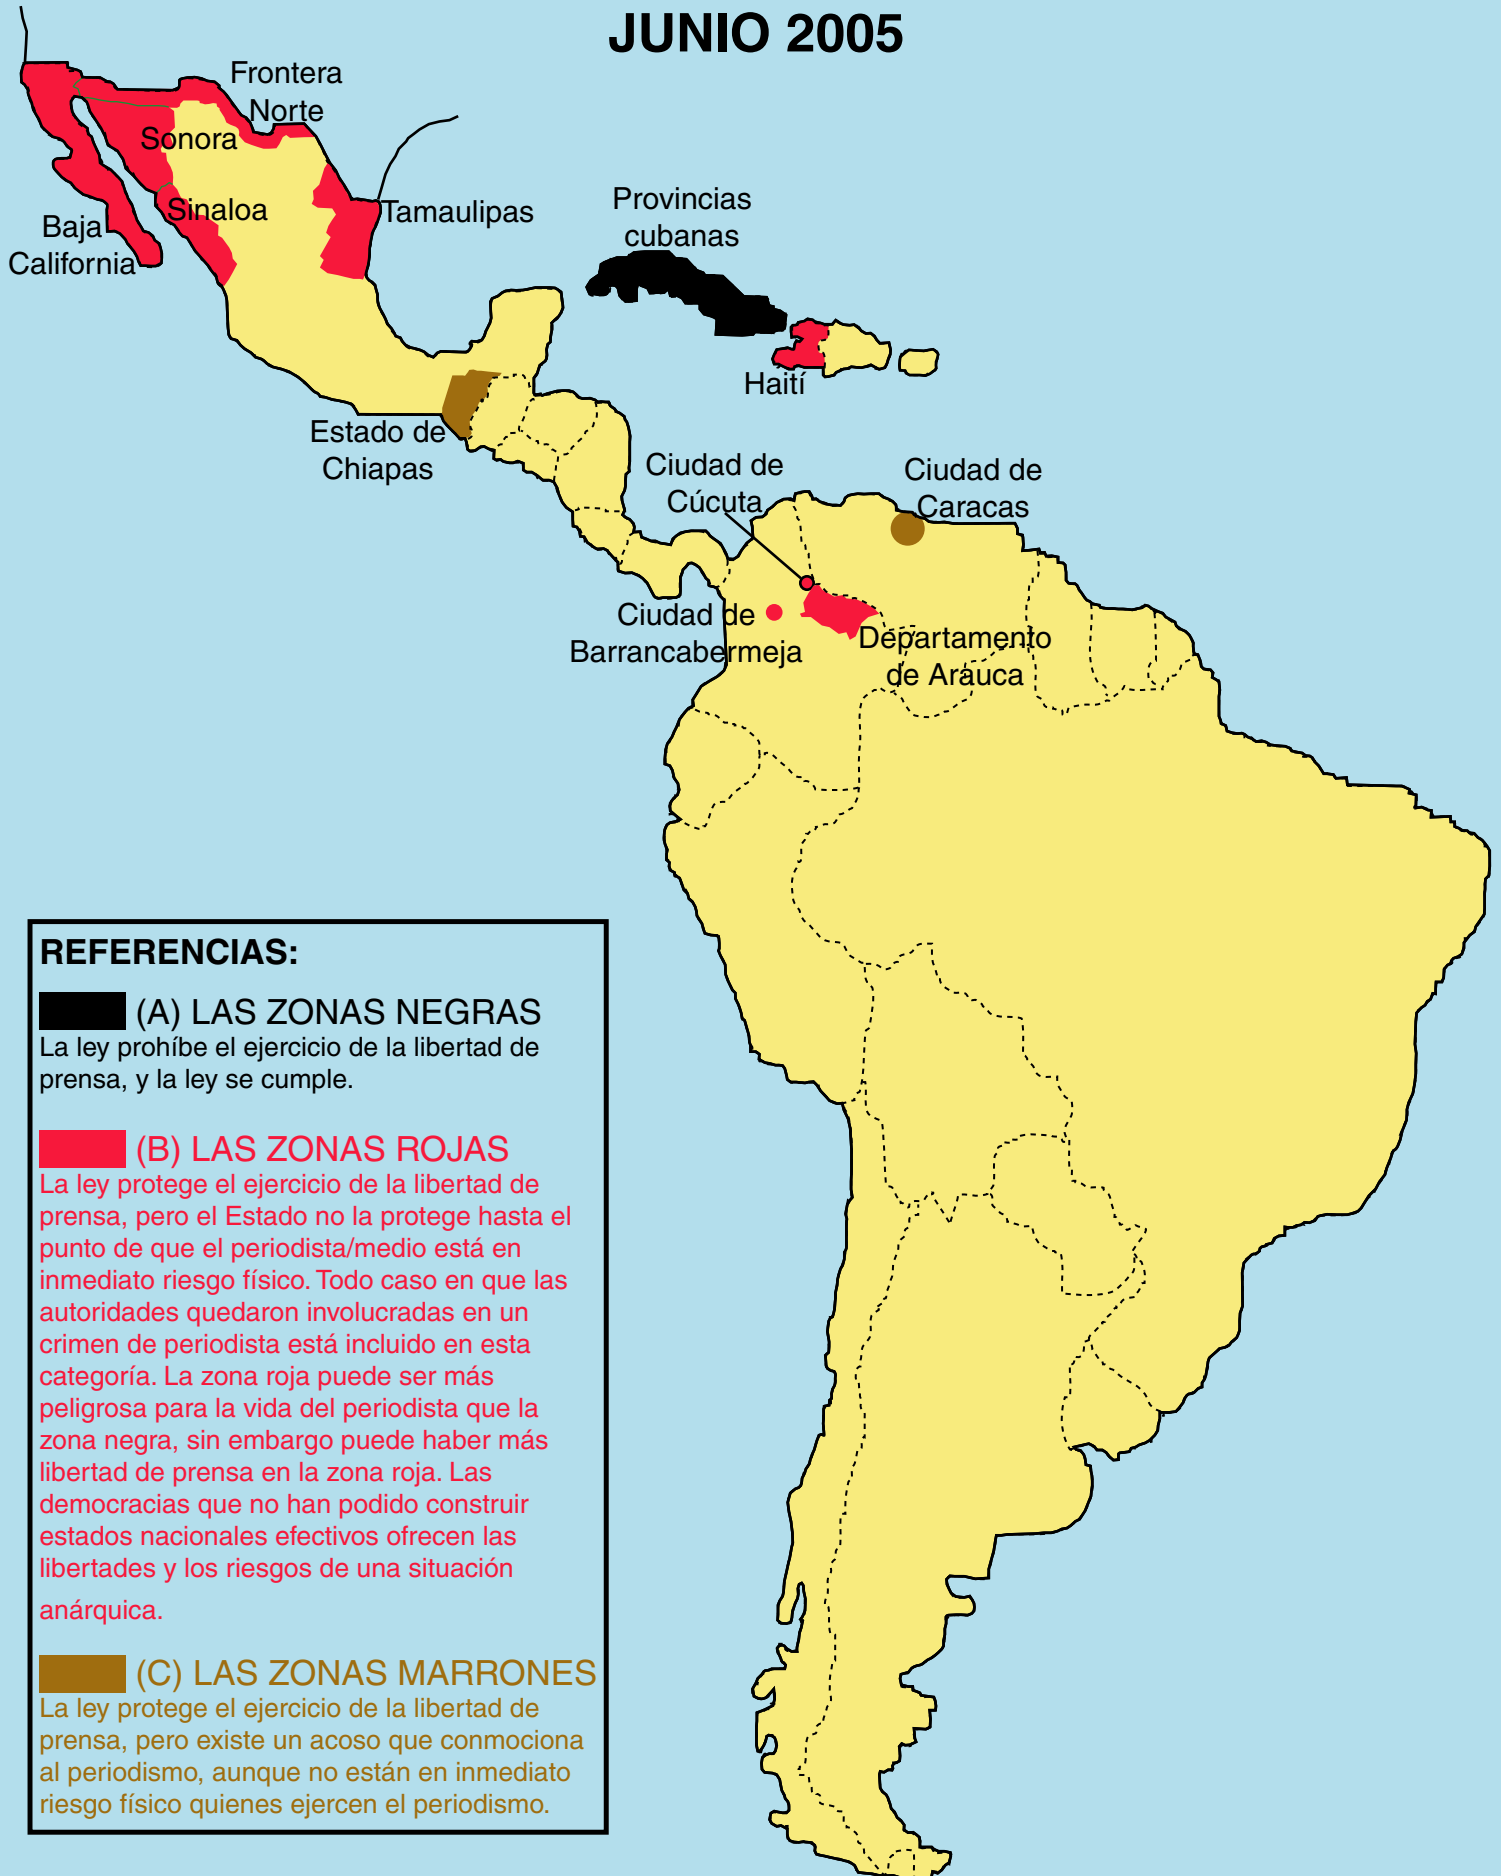 JUNIO 2005
Frontera
Norte
Sonora
Sinaloa
Tamaulipas
Baja
California
Provincias
cubanas
Haití
Estado de
Chiapas
Ciudad de
Cúcuta
Ciudad de
Caracas
Ciudad de
Barrancabermeja
Departamento
de Arauca
REFERENCIAS:
(A) LAS ZONAS NEGRAS
La ley prohíbe el ejercicio de la libertad de
prensa, y la ley se cumple.
(B) LAS ZONAS ROJAS
La ley protege el ejercicio de la libertad de
prensa, pero el Estado no la protege hasta el
punto de que el periodista/medio está en
inmediato riesgo físico. Todo caso en que las
autoridades quedaron involucradas en un
crimen de periodista está incluido en esta
categoría. La zona roja puede ser más
peligrosa para la vida del periodista que la
zona negra, sin embargo puede haber más
libertad de prensa en la zona roja. Las
democracias que no han podido construir
estados nacionales efectivos ofrecen las
libertades y los riesgos de una situación
anárquica.
(C) LAS ZONAS MARRONES
La ley protege el ejercicio de la libertad de
prensa, pero existe un acoso que conmociona
al periodismo, aunque no están en inmediato
riesgo físico quienes ejercen el periodismo.